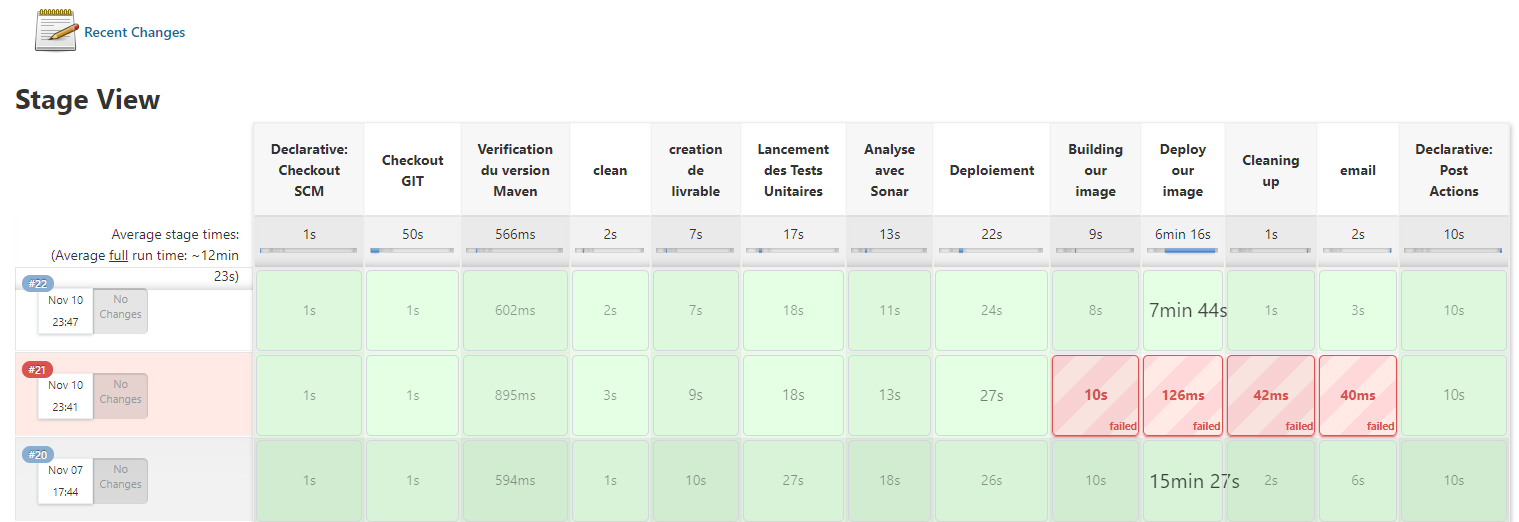 Recent Changes
Stage View
Declarative: Checkout SCM
Checkout GIT
Verification du version Maven
clean
creation de livrable
Lancement des Tests Unitaires
Analyse avec Sonar
Deploiement
Building our image
Deploy our image
Cleaning up
email
Declarative: Post Actions
Average stage times:
(Average full run time: ~12min
23s)
1s 50s 566ms 2s 7s 17s 13s 22s 9s 6min 16s 1s 2s 10s
#22
Nov 10
23:47
No
Changes
1s 1s 602ms 2s 7s 18s 11s 24s 8s 7min 44s 1s 3s 10s
#21
Nov 10
23:41
No
Changes
1s 1s 895ms 3s 9s 18s 13s 27s 10s 126ms 42ms 40ms 10s
failed failed failed failed
#20
Nov 07
17:44
No
Changes
1s 1s 594ms 1s 10s 27s 18s 26s 10s 15min 27s 2s 6s 10s